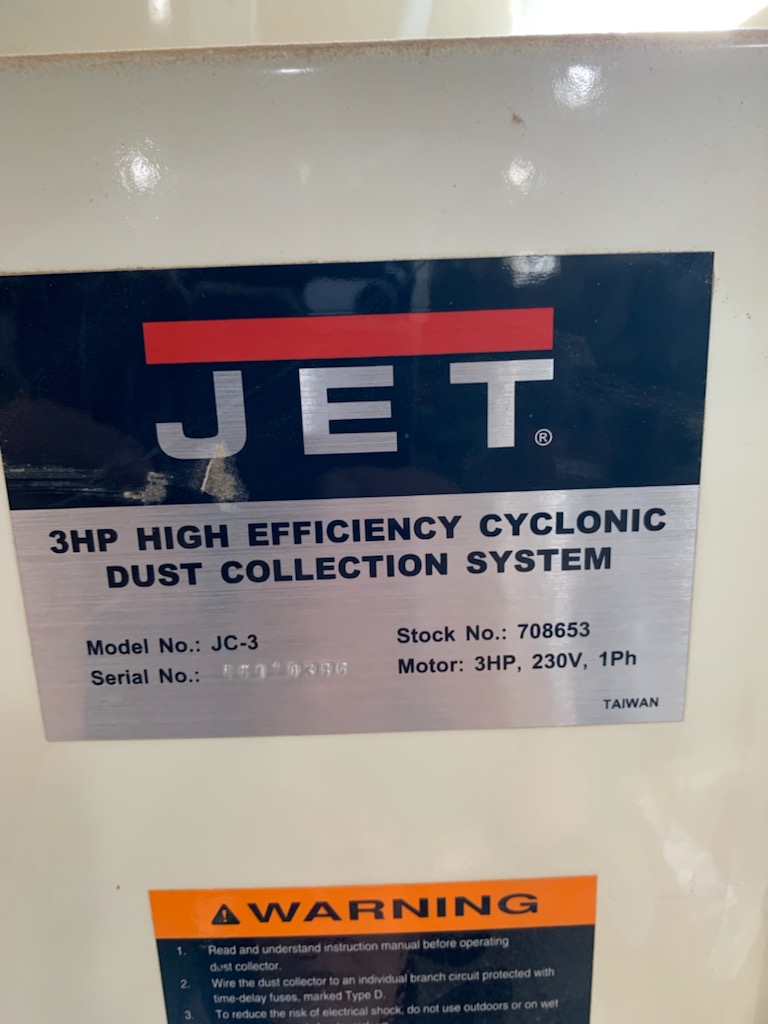 JET®
3HP HIGH EFFICIENCY CYCLONIC
DUST COLLECTION SYSTEM
Model No.: JC-3
Serial No.:
Stock No.: 708653
Motor: 3HP, 230V, 1Ph
TAIWAN
WARNING
1. Read and understand instruction manual before operating
dust collector.
2. Wire the dust collector to an individual branch circuit protected with
time-delay fuses, marked Type D.
3. To reduce the risk of electrical shock, do not use outdoors or on wet